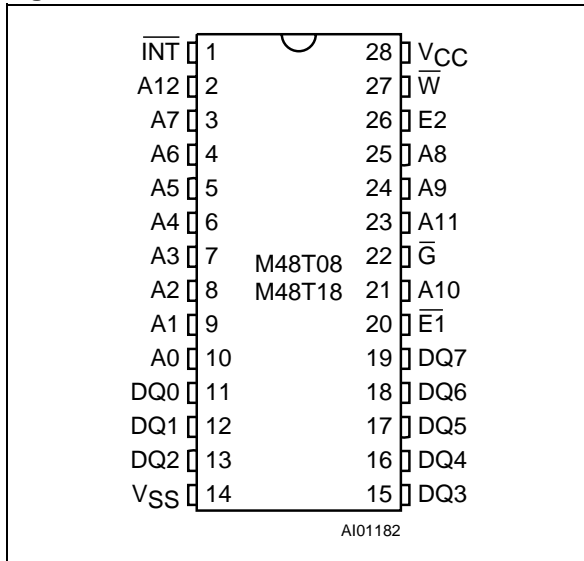 I̅N̅T̅ 1 28 VCC
A12 2 27 W̅
A7 3 26 E2
A6 4 25 A8
A5 5 24 A9
A4 6 23 A11
A3 7 M48T08 22 G̅
A2 8 M48T18 21 A10
A1 9 20 E̅1̅
A0 10 19 DQ7
DQ0 11 18 DQ6
DQ1 12 17 DQ5
DQ2 13 16 DQ4
VSS 14 15 DQ3
AI01182